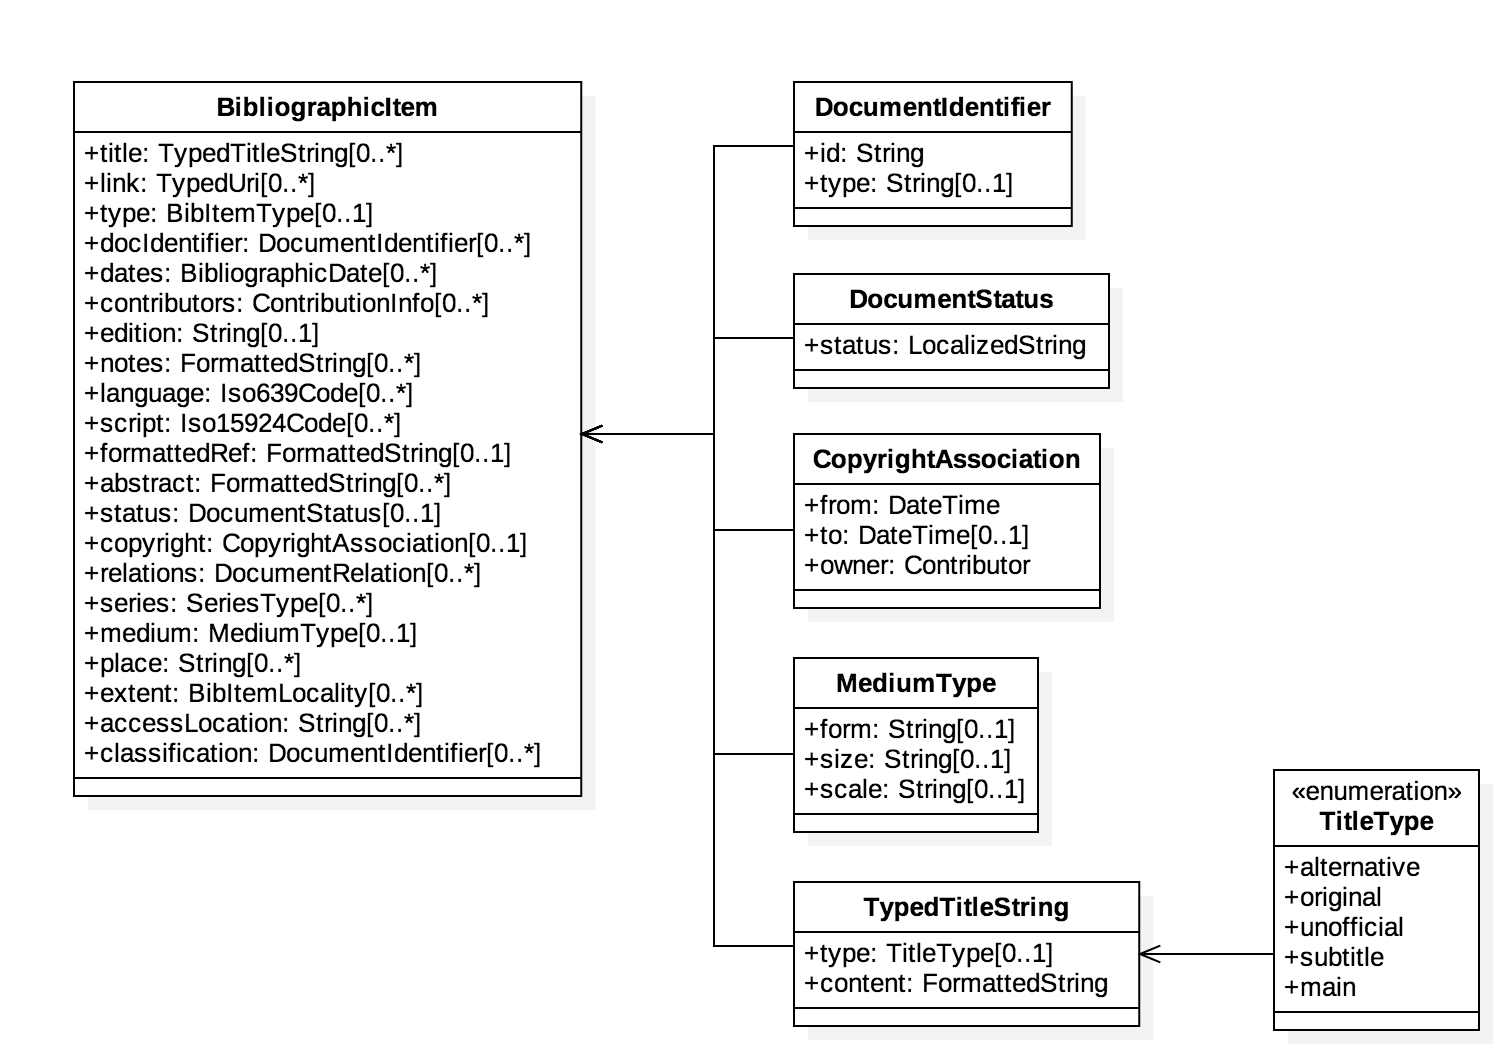 BibliographicItem
+title: TypedTitleString[0..*]
+link: TypedUri[0..*]
+type: BibItemType[0..1]
+docIdentifier: DocumentIdentifier[0..*]
+dates: BibliographicDate[0..*]
+contributors: ContributionInfo[0..*]
+edition: String[0..1]
+notes: FormattedString[0..*]
+language: Iso639Code[0..*]
+script: Iso15924Code[0..*]
+formattedRef: FormattedString[0..1]
+abstract: FormattedString[0..*]
+status: DocumentStatus[0..1]
+copyright: CopyrightAssociation[0..1]
+relations: DocumentRelation[0..*]
+series: SeriesType[0..*]
+medium: MediumType[0..1]
+place: String[0..*]
+extent: BibItemLocality[0..*]
+accessLocation: String[0..*]
+classification: DocumentIdentifier[0..*]
DocumentIdentifier
+id: String
+type: String[0..1]
DocumentStatus
+status: LocalizedString
CopyrightAssociation
+from: DateTime
+to: DateTime[0..1]
+owner: Contributor
MediumType
+form: String[0..1]
+size: String[0..1]
+scale: String[0..1]
TypedTitleString
+type: TitleType[0..1]
+content: FormattedString
«enumeration»
TitleType
+alternative
+original
+unofficial
+subtitle
+main